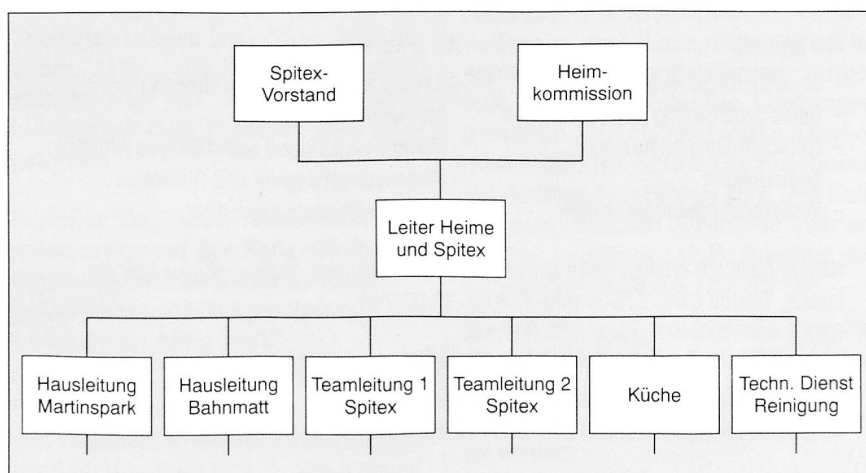 Spitex-
Vorstand
Heim-
kommission
Leiter Heime
und Spitex
Hausleitung
Martinspark
Hausleitung
Bahnmatt
Teamleitung 1
Spitex
Teamleitung 2
Spitex
Küche
Techn. Dienst
Reinigung